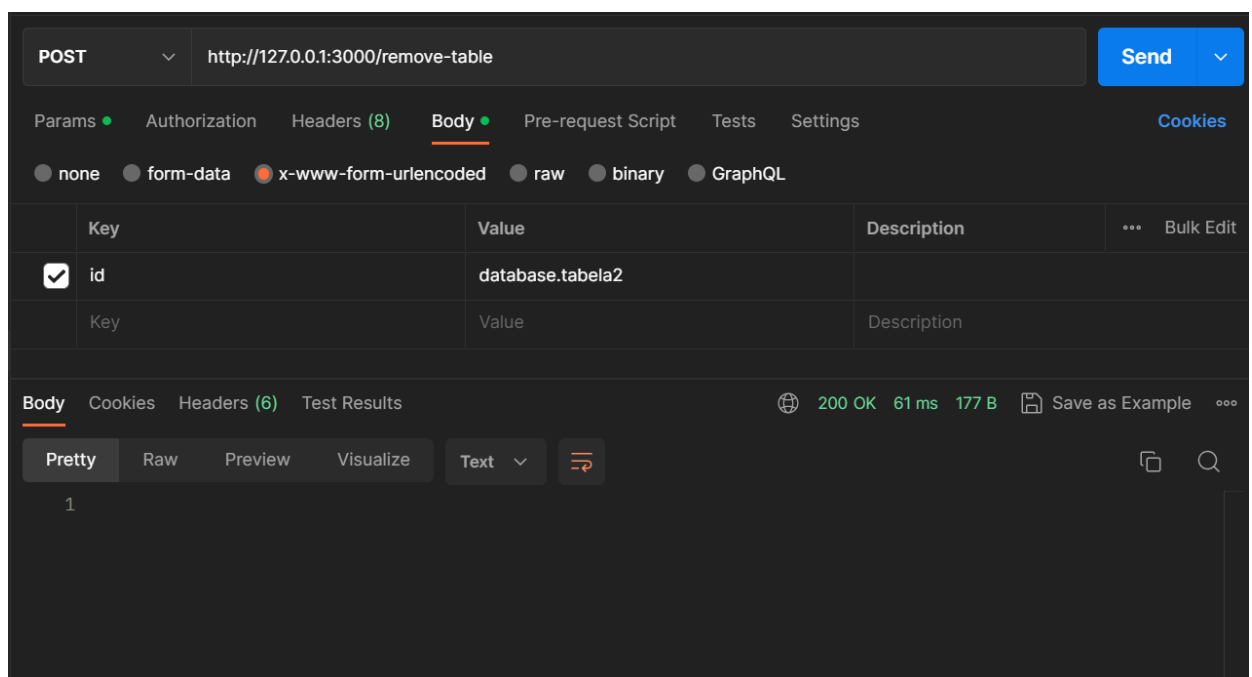 POST http://127.0.0.1:3000/remove-table Send
Params Authorization Headers (8) Body Pre-request Script Tests Settings Cookies
none form-data x-www-form-urlencoded raw binary GraphQL
Key Value Description Bulk Edit
id database.tabela2
Key Value Description
Body Cookies Headers (6) Test Results 200 OK 61 ms 177 B Save as Example
Pretty Raw Preview Visualize Text
1